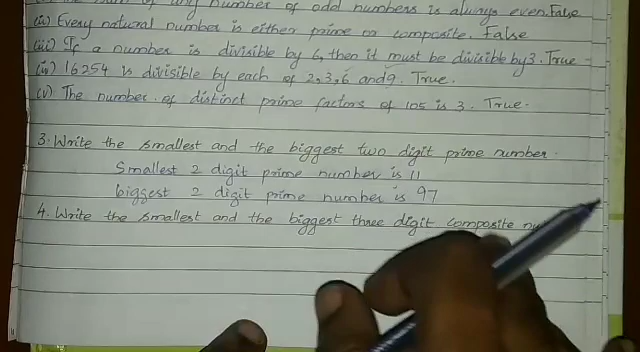 of any number of odd numbers is always even. False
(ii) Every natural number is either prime or composite. False
(iii) If a number is divisible by 6, then it must be divisible by 3. True
(iv) 16254 is divisible by each of 2,3,6 and 9. True.
(v) The number of distinct prime factors of 105 is 3. True.
3. Write the smallest and the biggest two digit prime number.
Smallest 2 digit prime number is 11
biggest 2 digit prime number is 97
4. Write the smallest and the biggest three digit composite